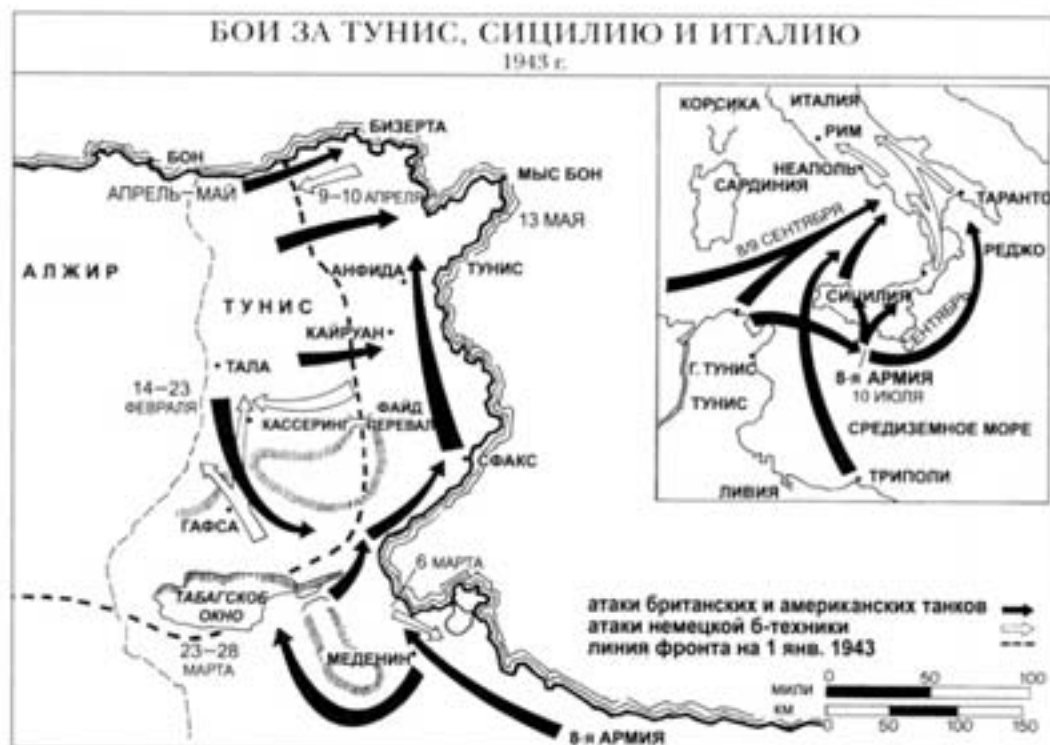 БОИ ЗА ТУНИС, СИЦИЛИЮ И ИТАЛИЮ
1943 г.
БИЗЕРТА
БОН
АПРЕЛЬ–МАЙ
9–10 АПРЕЛЯ
МЫС БОН
13 МАЯ
АЛЖИР
АНФИДА
ТУНИС
ТУНИС
КАЙРУАН
ТАЛА
14–23
ФЕВРАЛЯ
КАССЕРИН
ФАЙД
ПЕРЕВАЛ
СФАКС
ГАФСА
6 МАРТА
ТАБАГСКОЕ
ОКНО
23–28
МАРТА
МЕДЕНИН
8-я АРМИЯ
КОРСИКА
ИТАЛИЯ
РИМ
НЕАПОЛЬ
САРДИНИЯ
ТАРАНТО
8/9 СЕНТЯБРЯ
РЕДЖО
СИЦИЛИЯ
СЕНТЯБРЯ
Г. ТУНИС
8-я АРМИЯ
10 ИЮЛЯ
ТУНИС
СРЕДИЗЕМНОЕ МОРЕ
ТРИПОЛИ
ЛИВИЯ
атаки британских и американских танков
атаки немецкой б-техники
линия фронта на 1 янв. 1943
0 50 100
МИЛИ
КМ
0 50 100 150